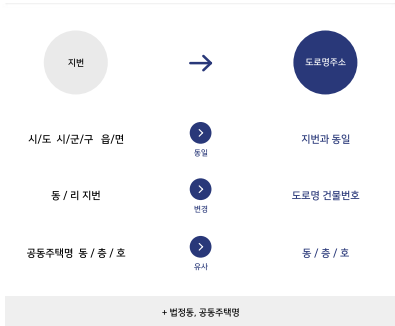 지번
도로명주소
시/도 시/군/구 읍/면
동일
지번과 동일
동 / 리 지번
변경
도로명 건물번호
공동주택명 동 / 층 / 호
유사
동 / 층 / 호
+ 법정동, 공동주택명